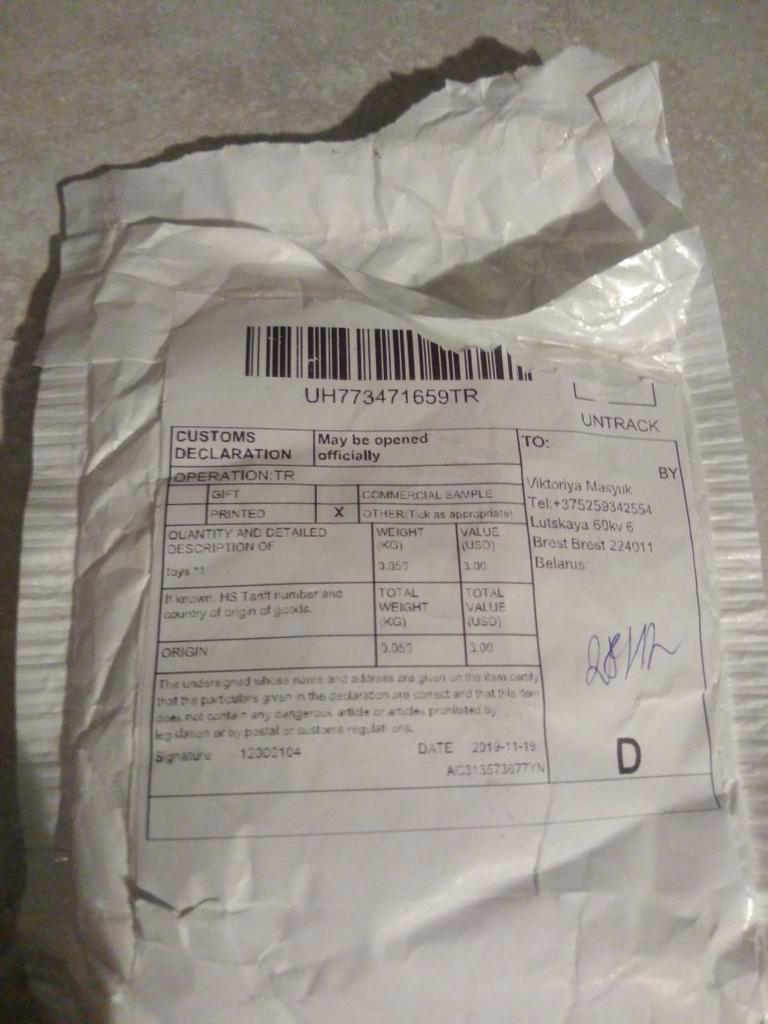 UH773471659TR
UNTRACK
CUSTOMS DECLARATION
May be opened officially
OPERATION:TR
GIFT
COMMERCIAL SAMPLE
PRINTED
X
OTHER(Tick as appropriate)
QUANTITY AND DETAILED DESCRIPTION OF
WEIGHT (KG)
VALUE (USD)
toys *1
0.050
3.00
If known, HS Tariff number and country of origin of goods.
TOTAL WEIGHT (KG)
TOTAL VALUE (USD)
ORIGIN
0.050
3.00
The undersigned whose name and address are given on the item certify
that the particulars given in the declaration are correct and that this item
does not contain any dangerous article or articles prohibited by
legislation or by postal or customs regulations.
Signature 12000104 DATE 2019-11-19
AC313573677YN
TO:
BY
Viktoriya Masyuk
Tel:+375259342554
Lutskaya 60kv 6
Brest Brest 224011
Belarus
28/12
D